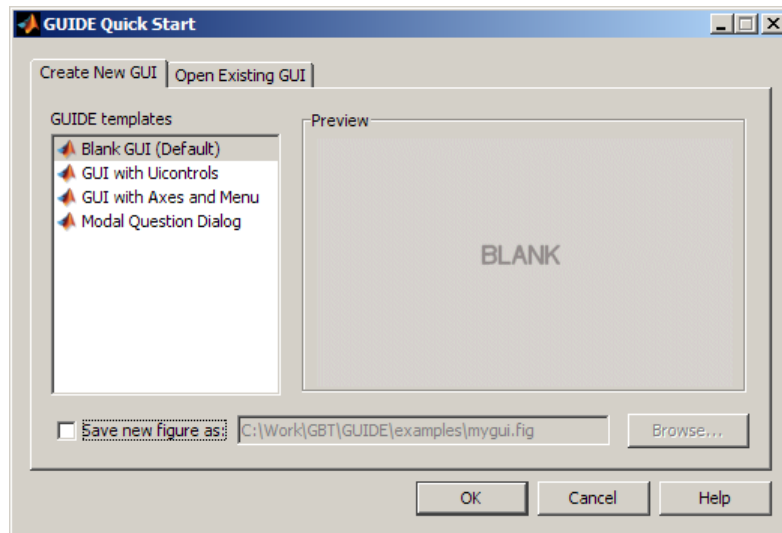 GUIDE Quick Start
Create New GUI
Open Existing GUI
GUIDE templates
Blank GUI (Default)
GUI with Uicontrols
GUI with Axes and Menu
Modal Question Dialog
Preview
BLANK
Save new figure as:
C:\Work\GBT\GUIDE\examples\mygui.fig
Browse...
OK
Cancel
Help